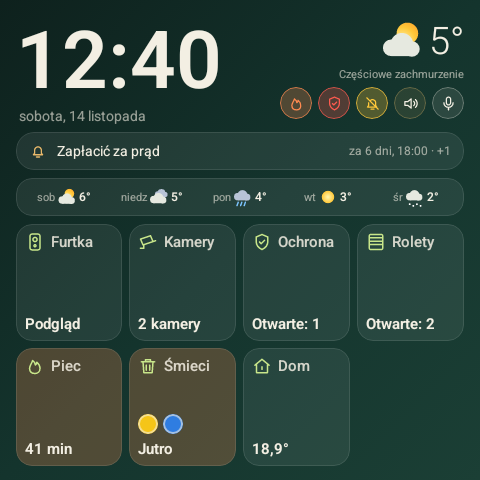 12:40
5°
Częściowe zachmurzenie
sobota, 14 listopada
Zapłacić za prąd
za 6 dni, 18:00 · +1
sob 6° niedz 5° pon 4° wt 3° śr 2°
Furtka Kamery Ochrona Rolety
Podgląd 2 kamery Otwarte: 1 Otwarte: 2
Piec Śmieci Dom
41 min Jutro 18,9°